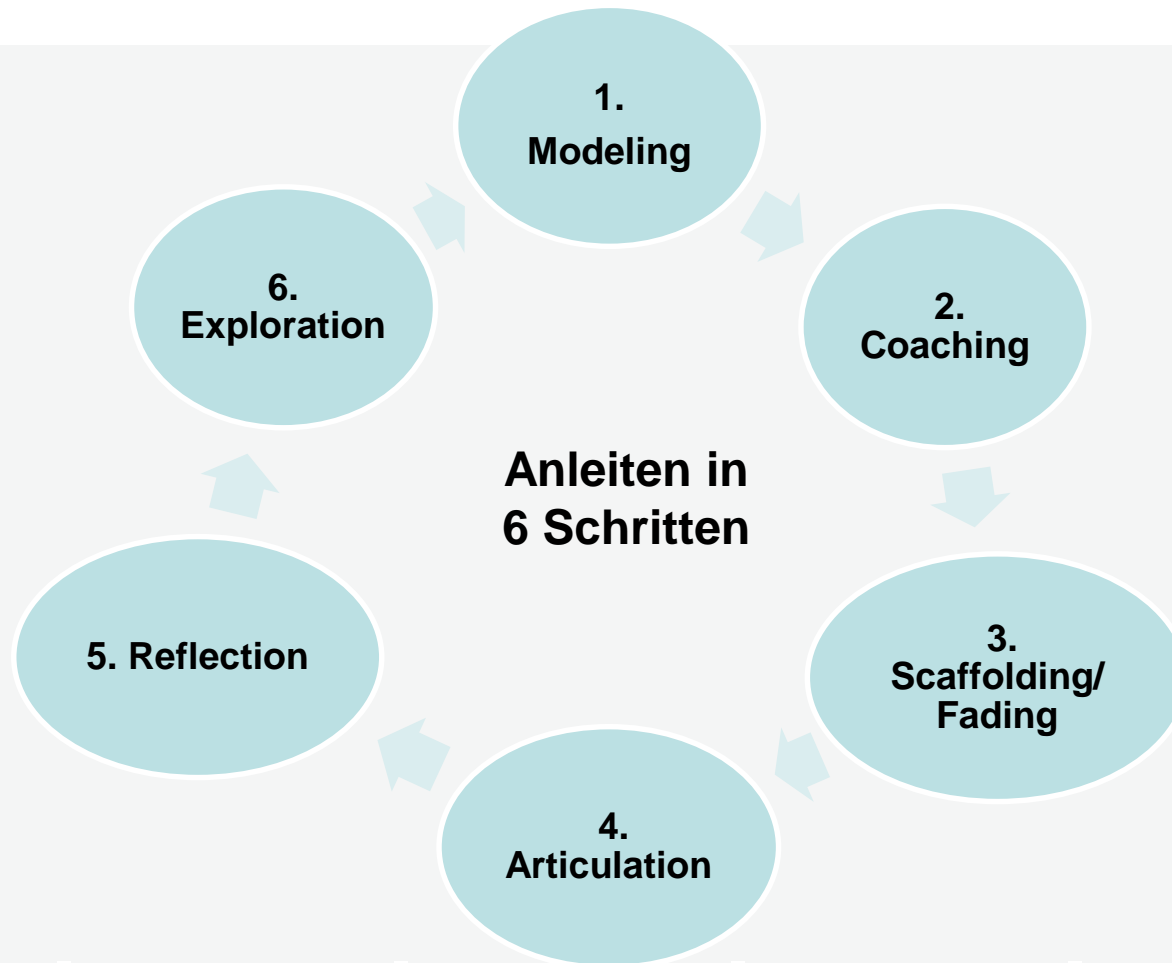 1.
Modeling
2.
Coaching
3.
Scaffolding/
Fading
4.
Articulation
5. Reflection
6.
Exploration
Anleiten in
6 Schritten